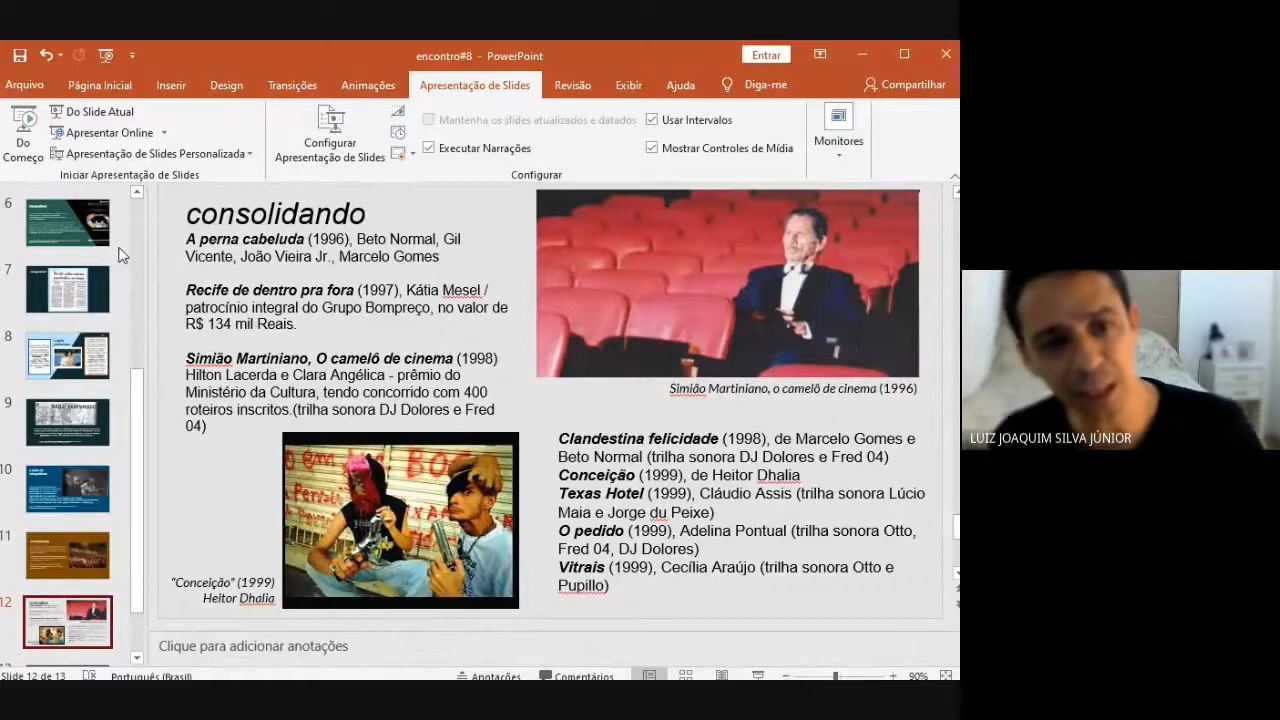 encontro#8 - PowerPoint
Entrar
Arquivo
Página Inicial
Inserir
Design
Transições
Animações
Apresentação de Slides
Revisão
Exibir
Ajuda
Diga-me
Compartilhar
Do Começo
Do Slide Atual
Apresentar Online
Apresentação de Slides Personalizada
Iniciar Apresentação de Slides
Configurar
Apresentação de Slides
Mantenha os slides atualizados e datados
Executar Narrações
Usar Intervalos
Mostrar Controles de Mídia
Configurar
Monitores
6
7
8
9
10
11
12
consolidando
A perna cabeluda (1996), Beto Normal, Gil
Vicente, João Vieira Jr., Marcelo Gomes
Recife de dentro pra fora (1997), Kátia Mesel /
patrocínio integral do Grupo Bompreço, no valor de
R$ 134 mil Reais.
Simião Martiniano, O camelô de cinema (1998)
Hilton Lacerda e Clara Angélica - prêmio do
Ministério da Cultura, tendo concorrido com 400
roteiros inscritos.(trilha sonora DJ Dolores e Fred
04)
Simião Martiniano, o camelô de cinema (1996)
"Conceição" (1999)
Heitor Dhalia
Clandestina felicidade (1998), de Marcelo Gomes e
Beto Normal (trilha sonora DJ Dolores e Fred 04)
Conceição (1999), de Heitor Dhalia
Texas Hotel (1999), Cláudio Assis (trilha sonora Lúcio
Maia e Jorge du Peixe)
O pedido (1999), Adelina Pontual (trilha sonora Otto,
Fred 04, DJ Dolores)
Vitrais (1999), Cecília Araújo (trilha sonora Otto e
Pupillo)
Clique para adicionar anotações
Slide 12 de 13
Português (Brasil)
Anotações
Comentários
90%
LUIZ JOAQUIM SILVA JÚNIOR